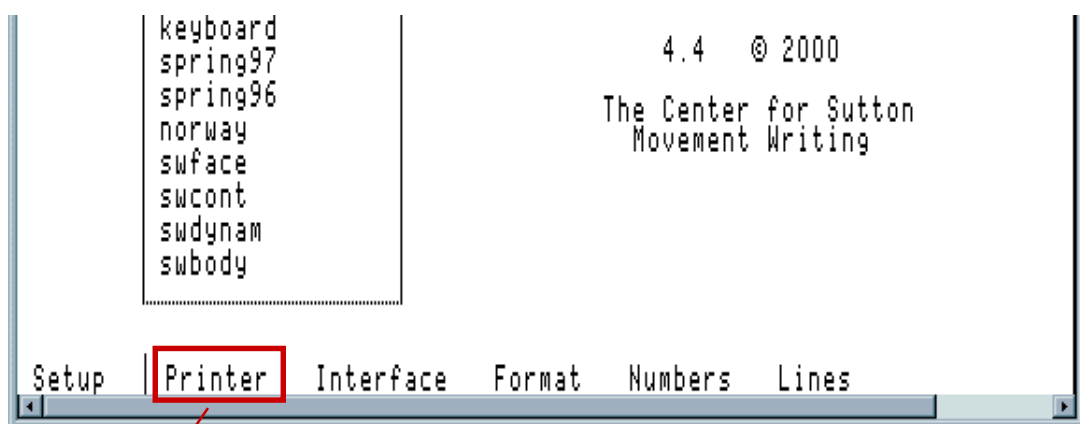 keyboard
spring97
spring96
norway
swface
swcont
swdynam
swbody
4.4 © 2000
The Center for Sutton
Movement Writing
Setup Printer Interface Format Numbers Lines